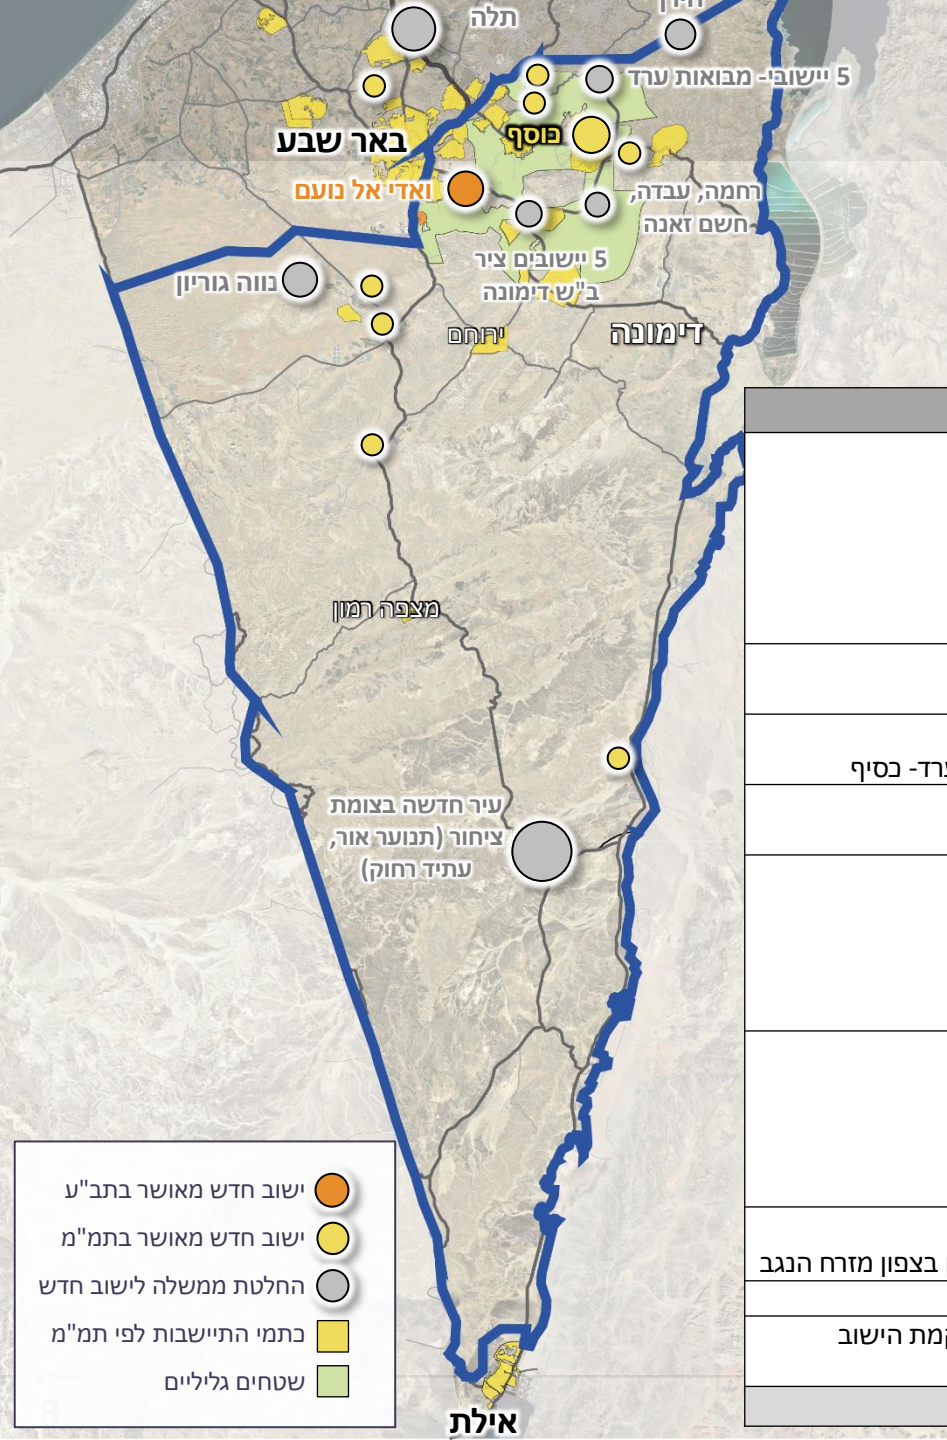 תלה
5 יישובי- מבואות ערד
באר שבע
כוסף
ואדי אל נועם
רחמה, עבדה,
חשם זאנה
5 יישובים ציר
ב"ש דימונה
נווה גוריון
ירוחם
דימונה
מצפה רמון
עיר חדשה בצומת
ציחור (תנוער אור,
עתיד רחוק)
ערד- כסיף
בצפון מזרח הנגב
קמת הישוב
ישוב חדש מאושר בתב"ע
ישוב חדש מאושר בתמ"מ
החלטת ממשלה לישוב חדש
כתמי התיישבות לפי תמ"מ
שטחים גליליים
אילת